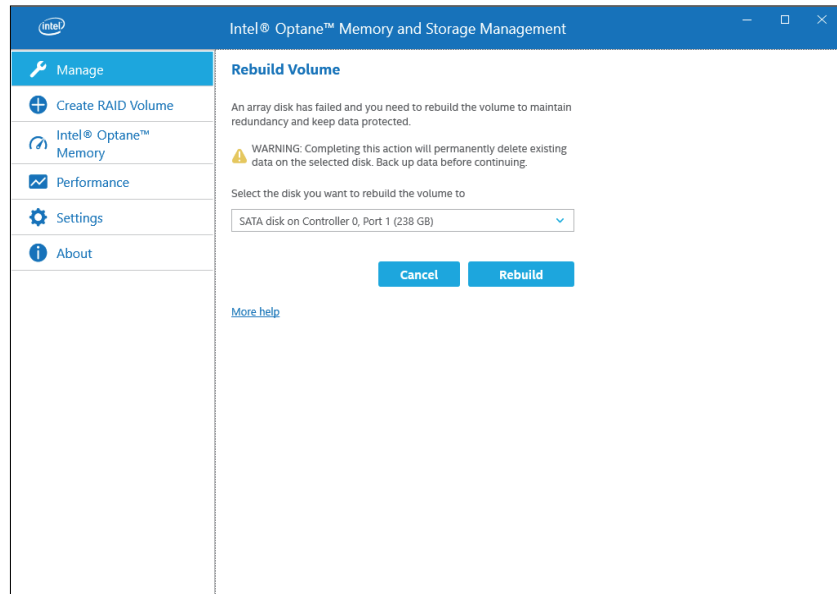 intel
Intel® Optane™ Memory and Storage Management
Manage
Create RAID Volume
Intel® Optane™
Memory
Performance
Settings
About
Rebuild Volume
An array disk has failed and you need to rebuild the volume to maintain
redundancy and keep data protected.
WARNING: Completing this action will permanently delete existing
data on the selected disk. Back up data before continuing.
Select the disk you want to rebuild the volume to
SATA disk on Controller 0, Port 1 (238 GB)
Cancel
Rebuild
More help